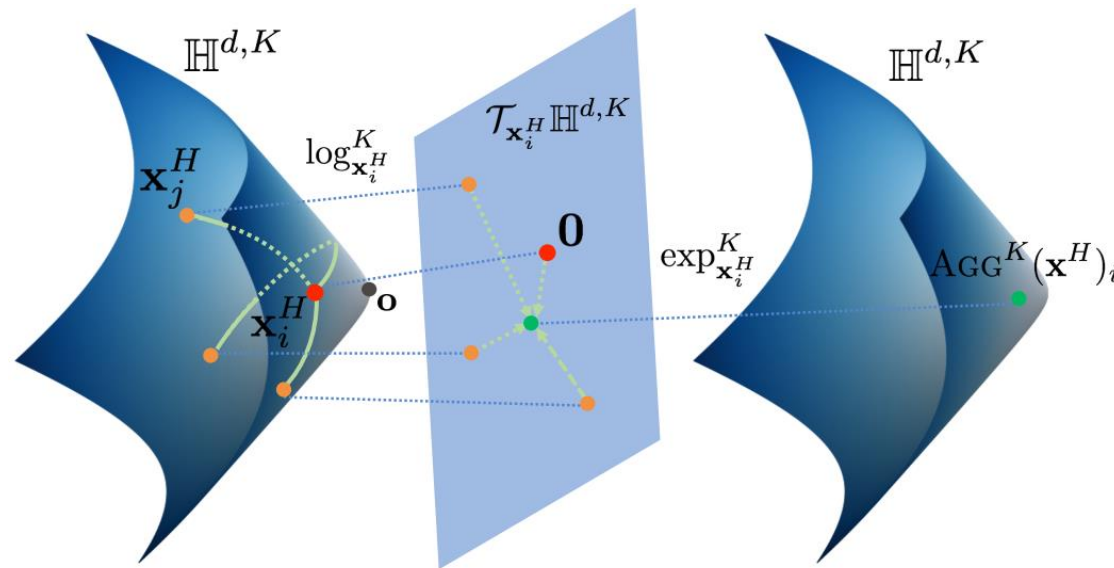 ℍ^{d,K}
x_j^H
x_i^H
o
log^K_{x_i^H}
𝒯_{x_i^H}ℍ^{d,K}
0
exp^K_{x_i^H}
ℍ^{d,K}
AGG^K(x^H)_i